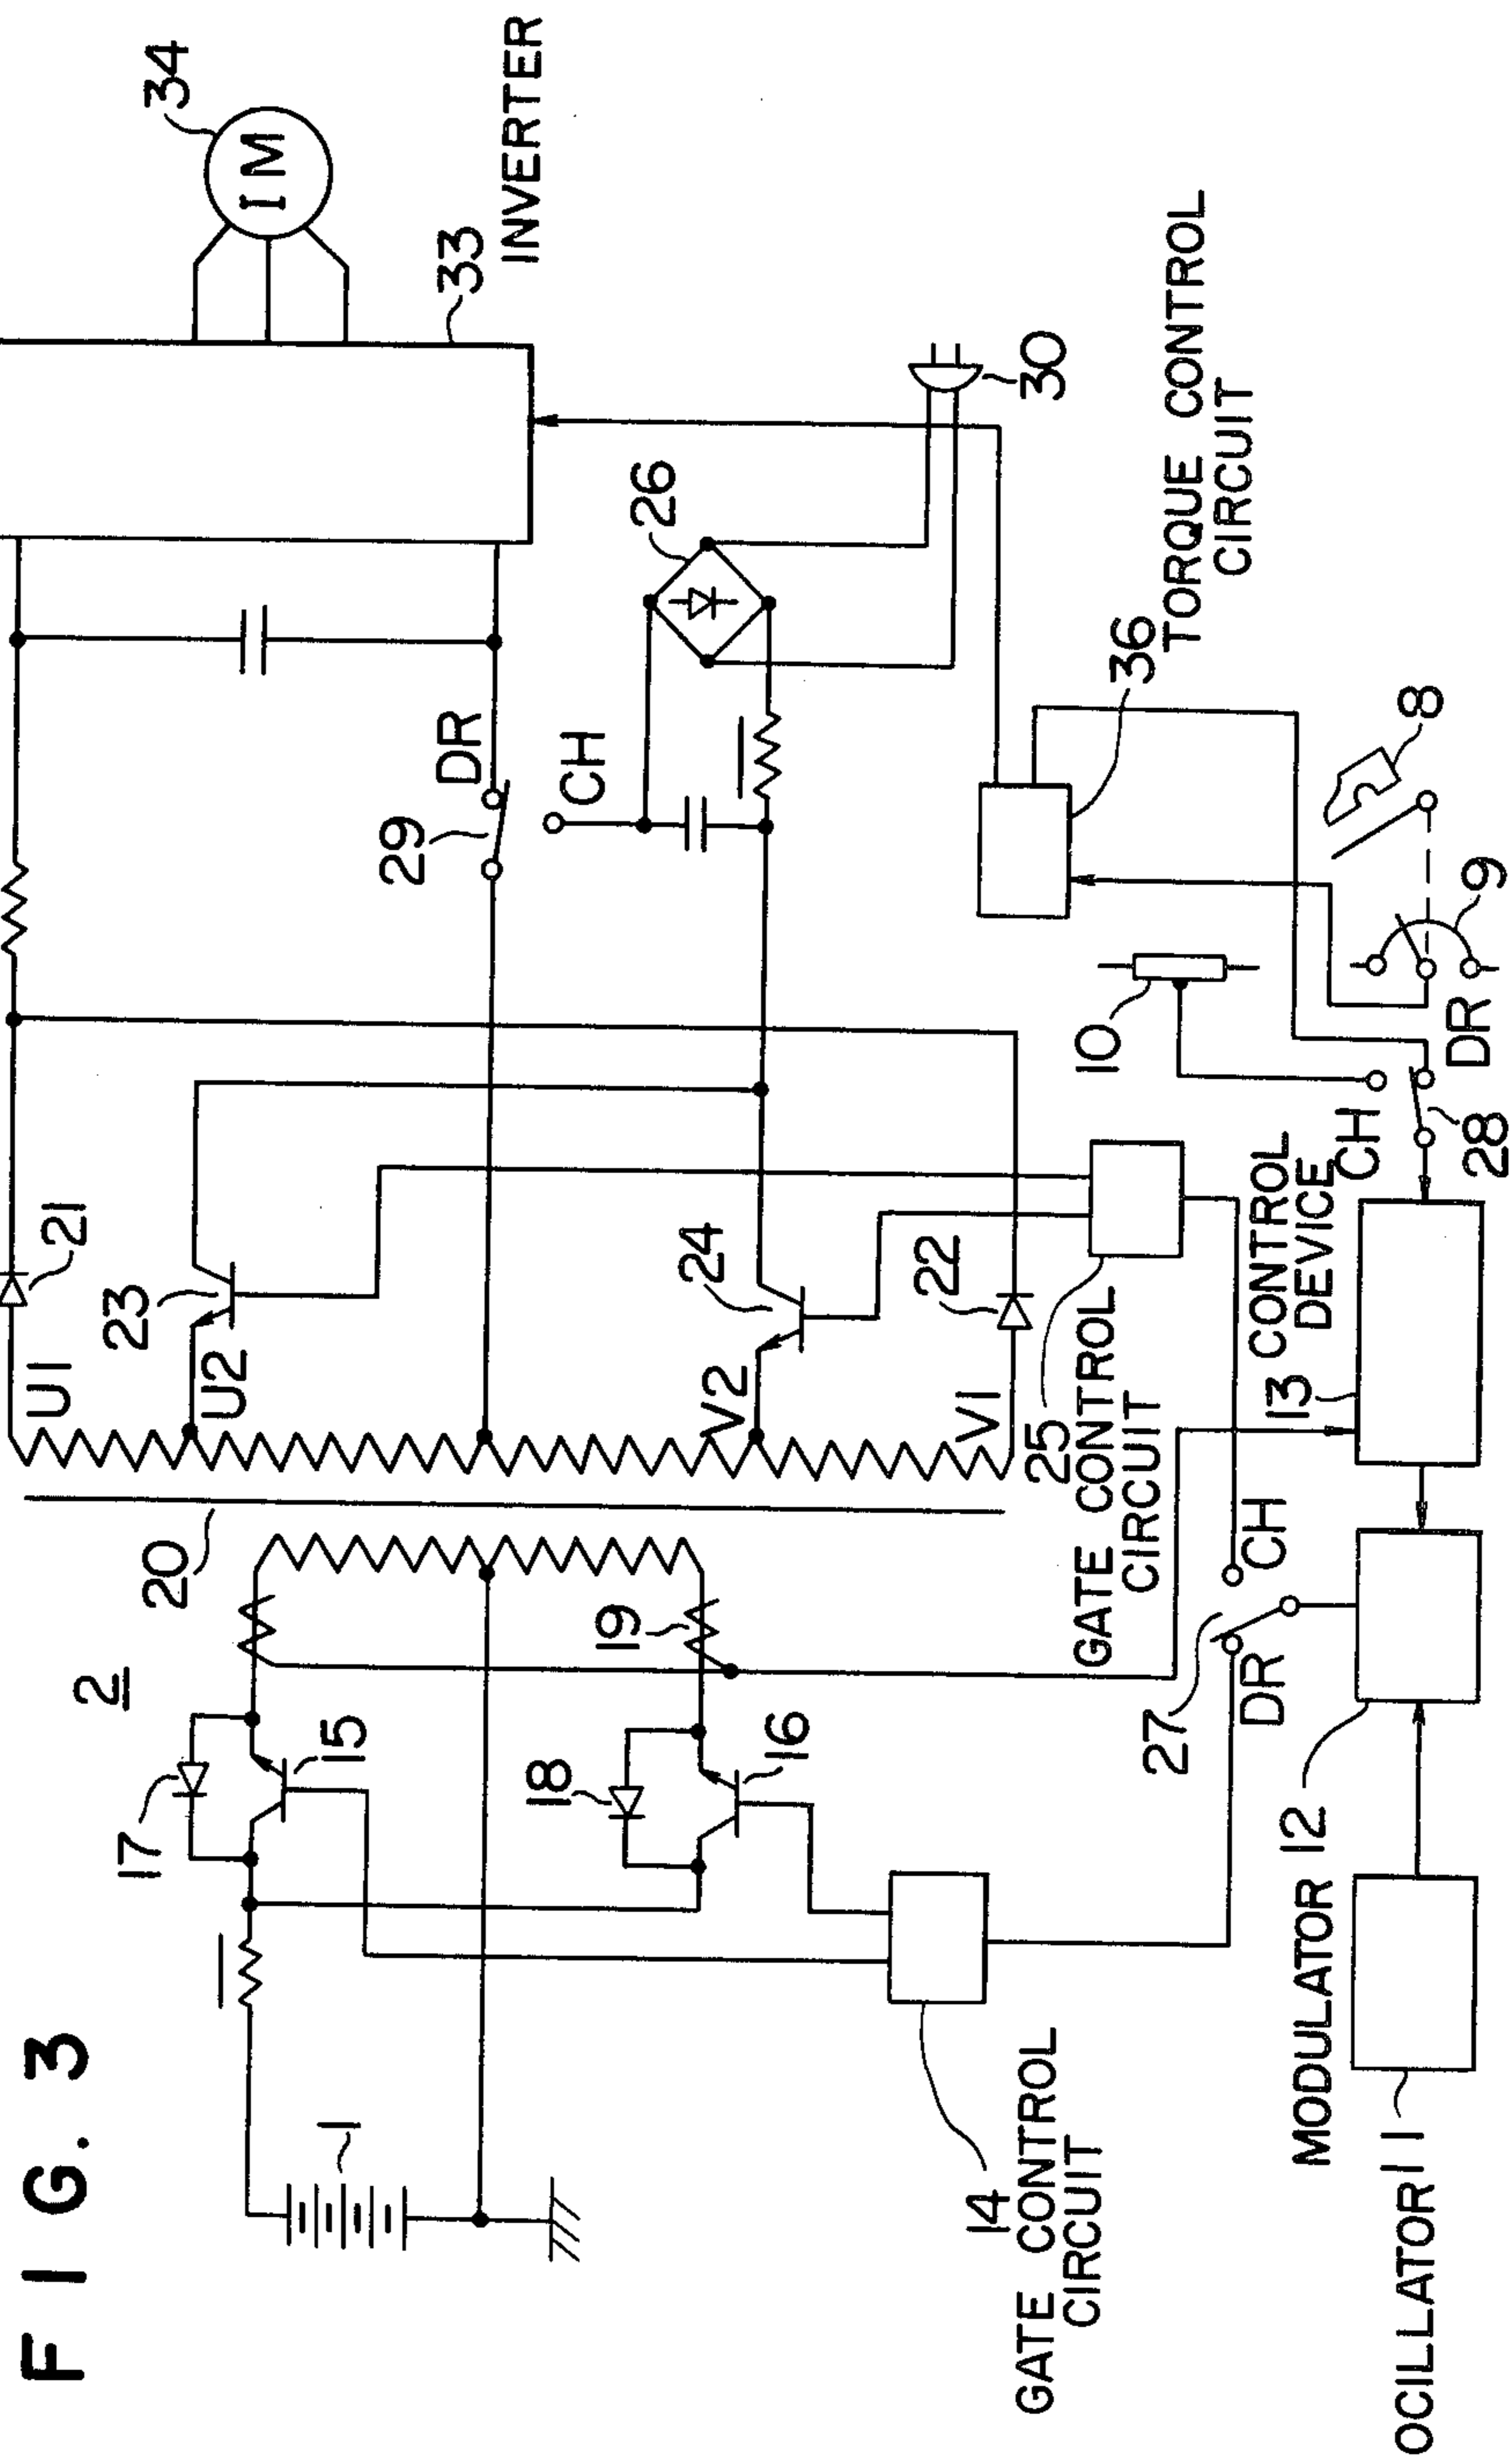 FIG. 3
2
17
15
1
18
16
19
20
U1
21
23
U2
V2
24
22
V1
29
DR
CH
26
30
33
INVERTER
34
IM
14
GATE CONTROL
CIRCUIT
27
DR
CH
25
GATE CONTROL
CIRCUIT
10
36
TORQUE CONTROL
CIRCUIT
8
9
DR
CH
28
13
CONTROL
DEVICE
12
MODULATOR
11
OCILLATOR